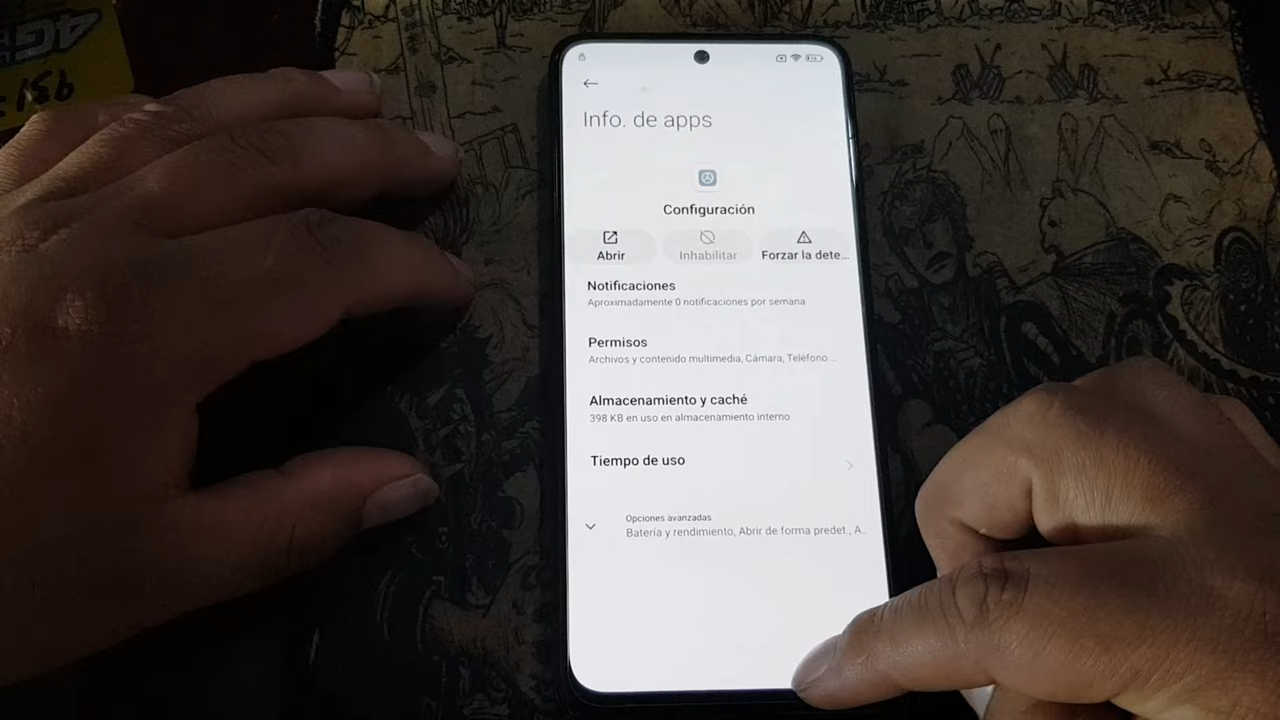 Info. de apps
Configuración
Abrir
Inhabilitar
Forzar la dete...
Notificaciones
Aproximadamente 0 notificaciones por semana
Permisos
Archivos y contenido multimedia, Cámara, Teléfono ...
Almacenamiento y caché
398 KB en uso en almacenamiento interno
Tiempo de uso
Opciones avanzadas
Batería y rendimiento, Abrir de forma predet., A..